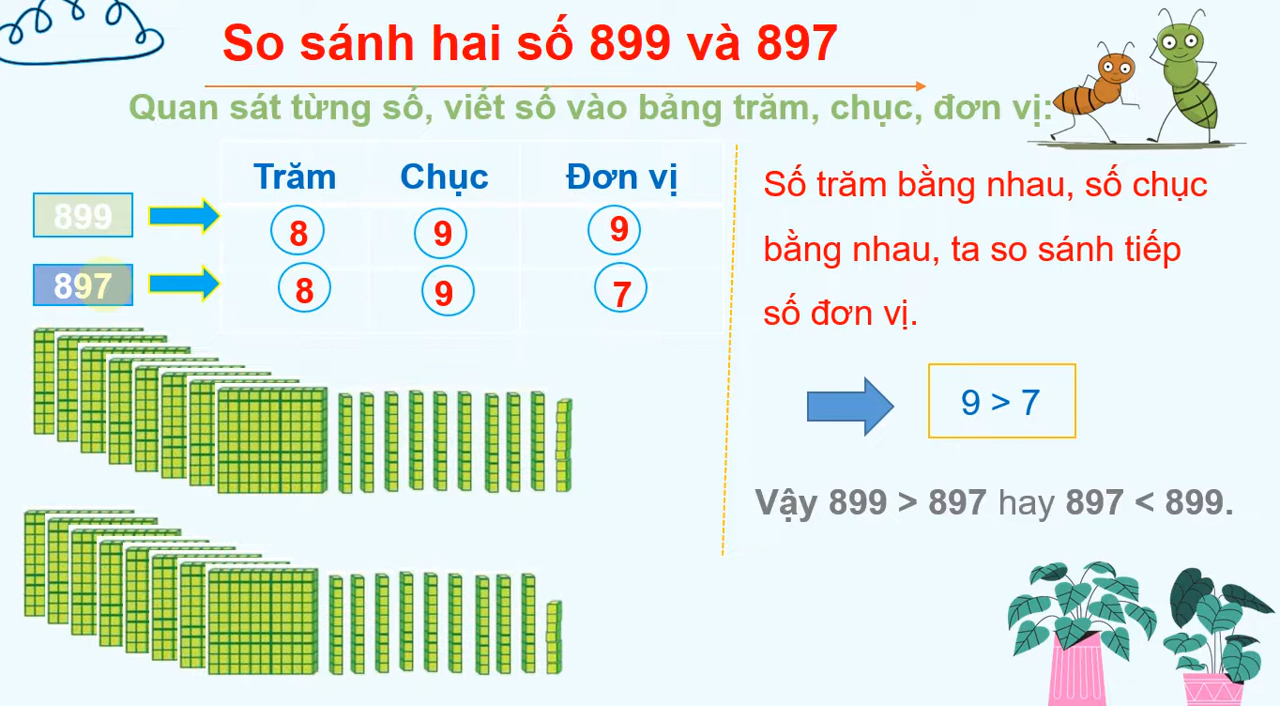 So sánh hai số 899 và 897
Quan sát từng số, viết số vào bảng trăm, chục, đơn vị:
Trăm Chục Đơn vị
899 8 9 9
897 8 9 7
Số trăm bằng nhau, số chục
bằng nhau, ta so sánh tiếp
số đơn vị.
9 > 7
Vậy 899 > 897 hay 897 < 899.